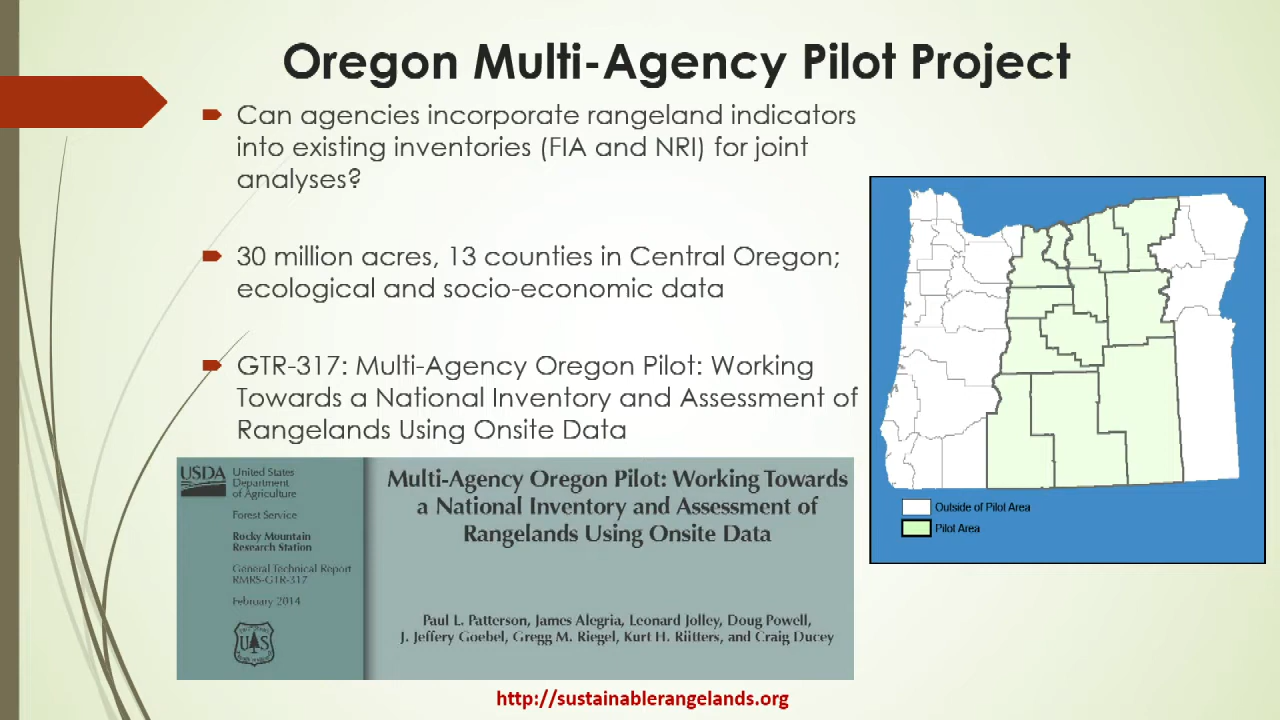 Oregon Multi-Agency Pilot Project
Can agencies incorporate rangeland indicators
into existing inventories (FIA and NRI) for joint
analyses?
30 million acres, 13 counties in Central Oregon;
ecological and socio-economic data
GTR-317: Multi-Agency Oregon Pilot: Working
Towards a National Inventory and Assessment of
Rangelands Using Onsite Data
Outside of Pilot Area
Pilot Area
USDA
United States
Department
of Agriculture
Forest Service
Rocky Mountain
Research Station
General Technical Report
RMRS-GTR-317
February 2014
U S
Multi-Agency Oregon Pilot: Working Towards
a National Inventory and Assessment of
Rangelands Using Onsite Data
Paul L. Patterson, James Alegria, Leonard Jolley, Doug Powell,
J. Jeffery Goebel, Gregg M. Riegel, Kurt H. Riitters, and Craig Ducey
http://sustainablerangelands.org